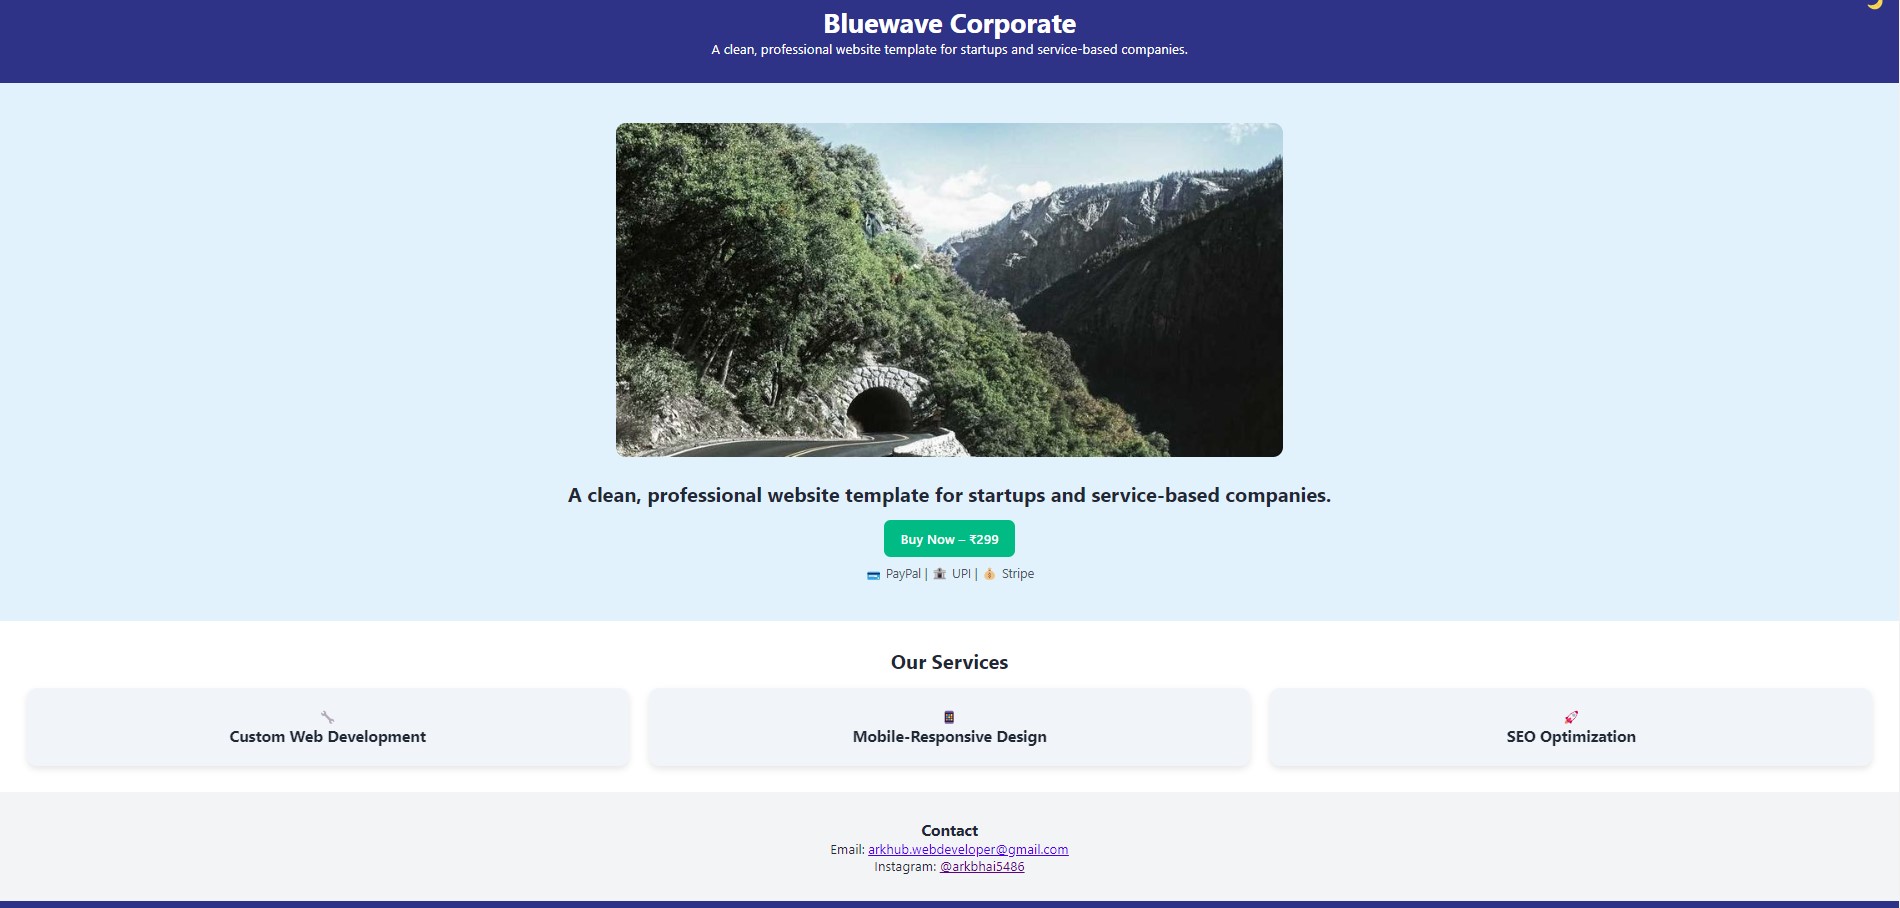 Bluewave Corporate
A clean, professional website template for startups and service-based companies.
A clean, professional website template for startups and service-based companies.
Buy Now – ₹299
💳 PayPal | 🏦 UPI | 💰 Stripe
Our Services
Custom Web Development
Mobile-Responsive Design
SEO Optimization
Contact
Email: arkhub.webdeveloper@gmail.com
Instagram: @arkbhai5486